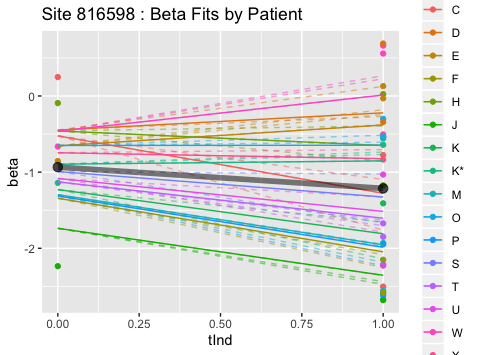 Site 816598 : Beta Fits by Patient
beta
0
-1
-2
0.00 0.25 0.50 0.75 1.00
tInd
C
D
E
F
H
J
K
K*
M
O
P
S
T
U
W